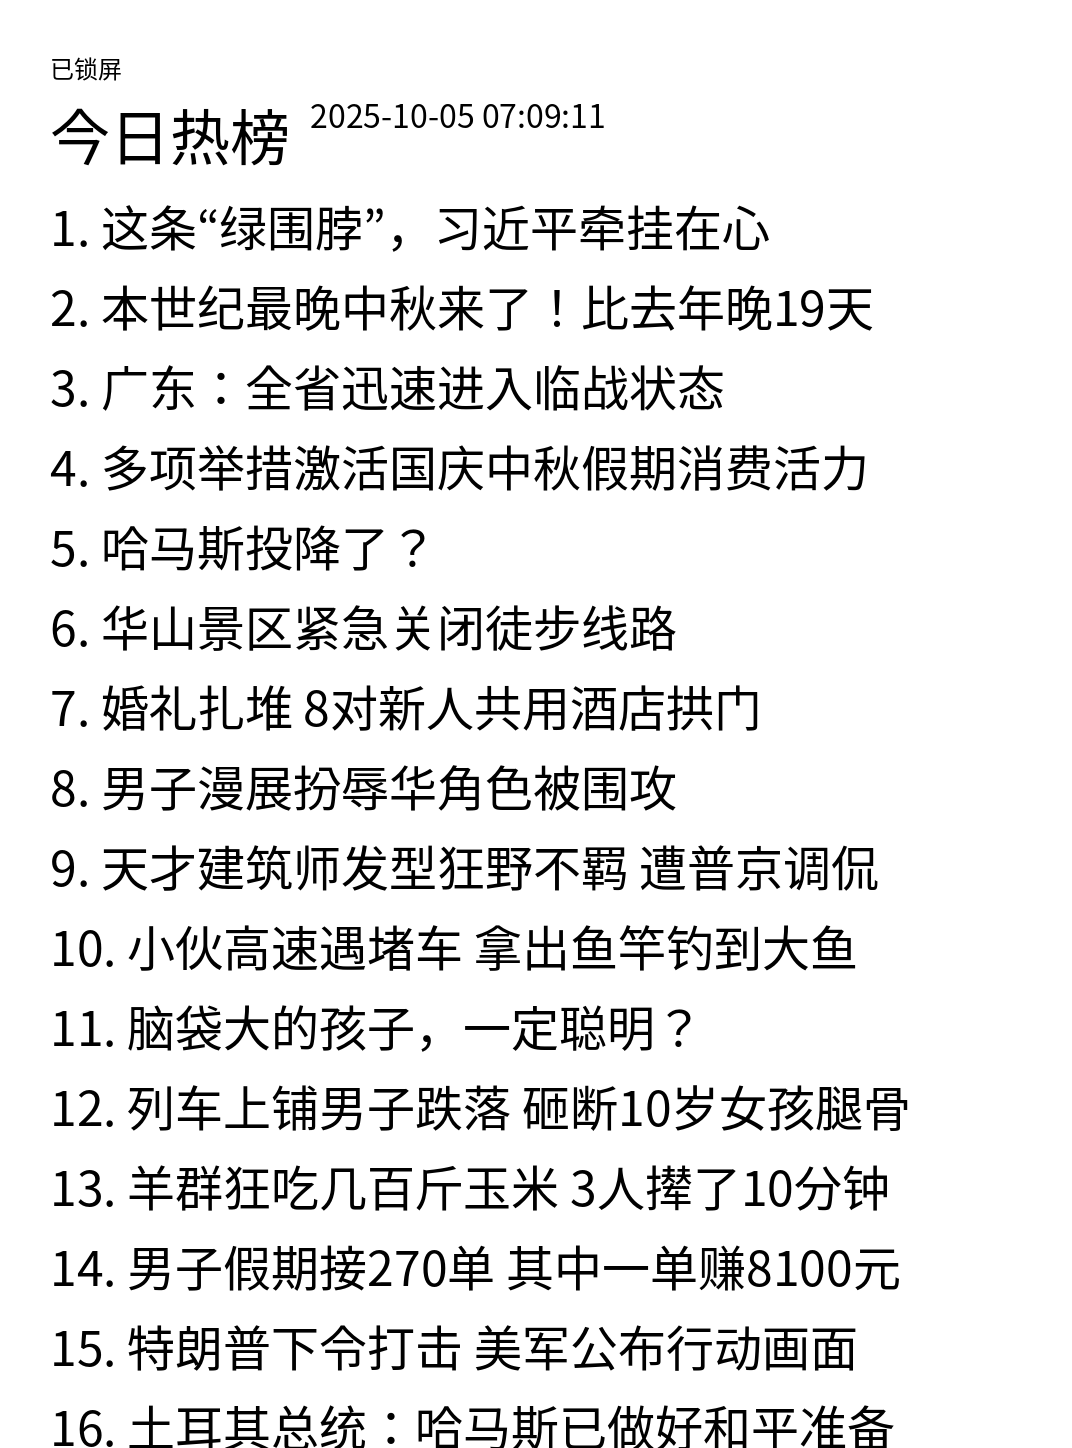 已锁屏
今日热榜 2025-10-05 07:09:11
1. 这条“绿围脖”，习近平牵挂在心
2. 本世纪最晚中秋来了！比去年晚19天
3. 广东：全省迅速进入临战状态
4. 多项举措激活国庆中秋假期消费活力
5. 哈马斯投降了？
6. 华山景区紧急关闭徒步线路
7. 婚礼扎堆 8对新人共用酒店拱门
8. 男子漫展扮辱华角色被围攻
9. 天才建筑师发型狂野不羁 遭普京调侃
10. 小伙高速遇堵车 拿出鱼竿钓到大鱼
11. 脑袋大的孩子，一定聪明？
12. 列车上铺男子跌落 砸断10岁女孩腿骨
13. 羊群狂吃几百斤玉米 3人撵了10分钟
14. 男子假期接270单 其中一单赚8100元
15. 特朗普下令打击 美军公布行动画面
16. 土耳其总统：哈马斯已做好和平准备